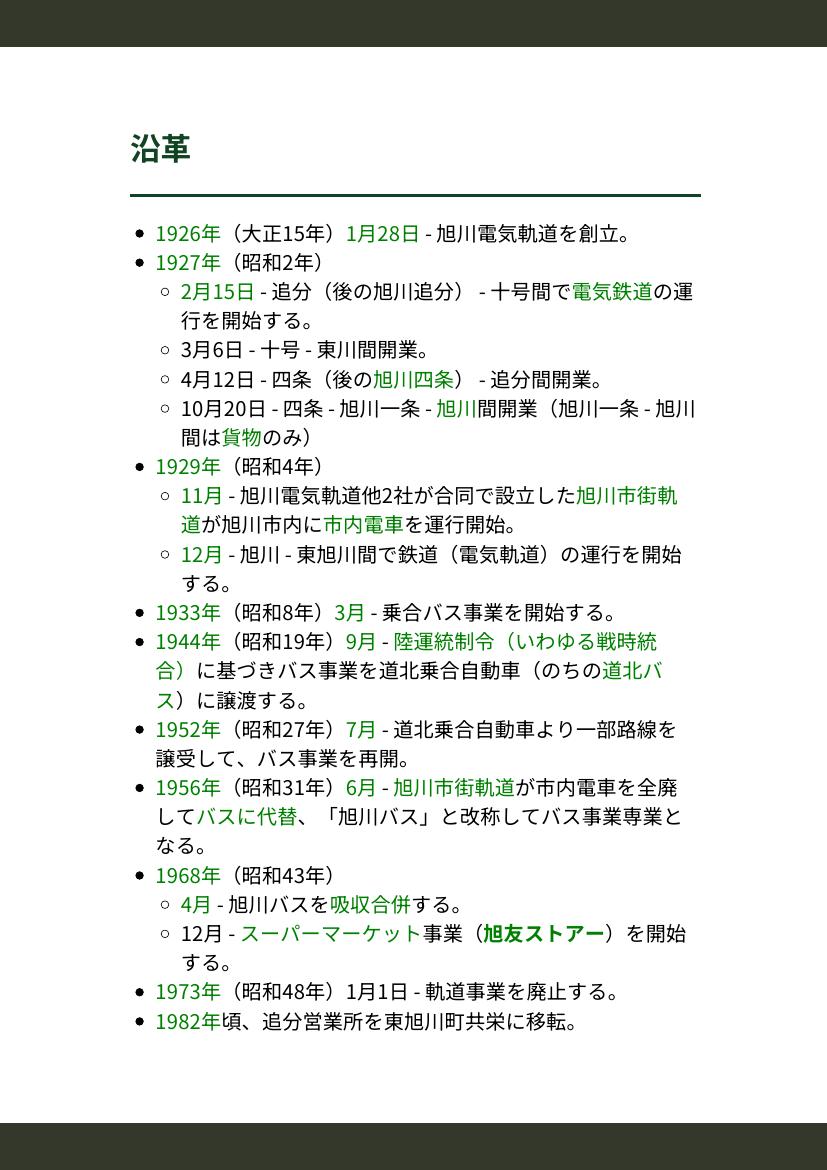 沿革
1926年（大正15年）1月28日 - 旭川電気軌道を創立。
1927年（昭和2年）
2月15日 - 追分（後の旭川追分） - 十号間で電気鉄道の運
行を開始する。
3月6日 - 十号 - 東川間開業。
4月12日 - 四条（後の旭川四条） - 追分間開業。
10月20日 - 四条 - 旭川一条 - 旭川間開業（旭川一条 - 旭川
間は貨物のみ）
1929年（昭和4年）
11月 - 旭川電気軌道他2社が合同で設立した旭川市街軌
道が旭川市内に市内電車を運行開始。
12月 - 旭川 - 東旭川間で鉄道（電気軌道）の運行を開始
する。
1933年（昭和8年）3月 - 乗合バス事業を開始する。
1944年（昭和19年）9月 - 陸運統制令（いわゆる戦時統
合）に基づきバス事業を道北乗合自動車（のちの道北バ
ス）に譲渡する。
1952年（昭和27年）7月 - 道北乗合自動車より一部路線を
譲受して、バス事業を再開。
1956年（昭和31年）6月 - 旭川市街軌道が市内電車を全廃
してバスに代替、「旭川バス」と改称してバス事業専業と
なる。
1968年（昭和43年）
4月 - 旭川バスを吸収合併する。
12月 - スーパーマーケット事業（旭友ストアー）を開始
する。
1973年（昭和48年）1月1日 - 軌道事業を廃止する。
1982年頃、追分営業所を東旭川町共栄に移転。